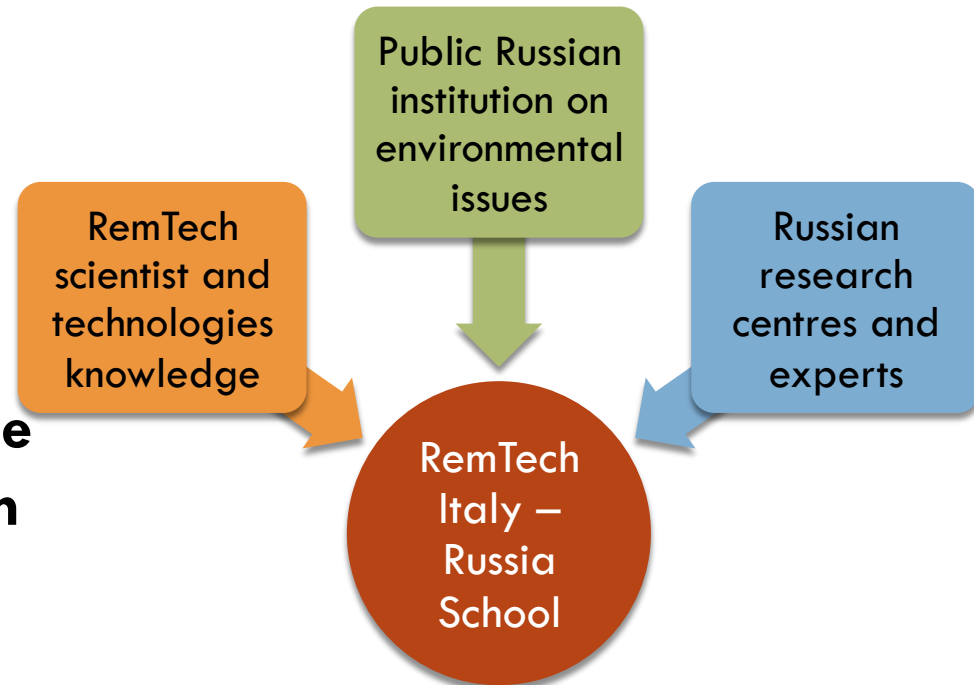 Public Russian
institution on
environmental
issues
RemTech
scientist and
technologies
knowledge
Russian
research
centres and
experts
e
n
RemTech
Italy –
Russia
School